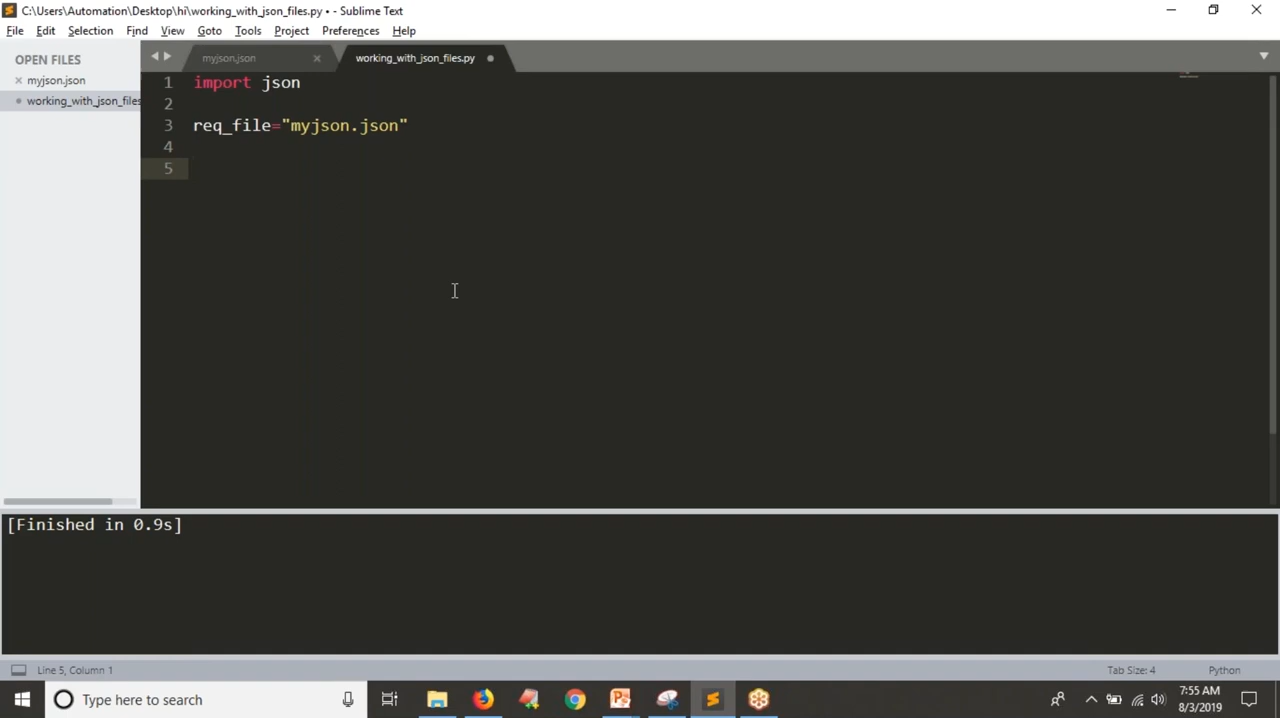 C:\Users\Automation\Desktop\hi\working_with_json_files.py • - Sublime Text
File Edit Selection Find View Goto Tools Project Preferences Help
OPEN FILES
myjson.json
working_with_json_files
myjson.json
working_with_json_files.py
1 import json
2
3 req_file="myjson.json"
4
5
[Finished in 0.9s]
Line 5, Column 1
Tab Size: 4
Python
Type here to search
7:55 AM
8/3/2019